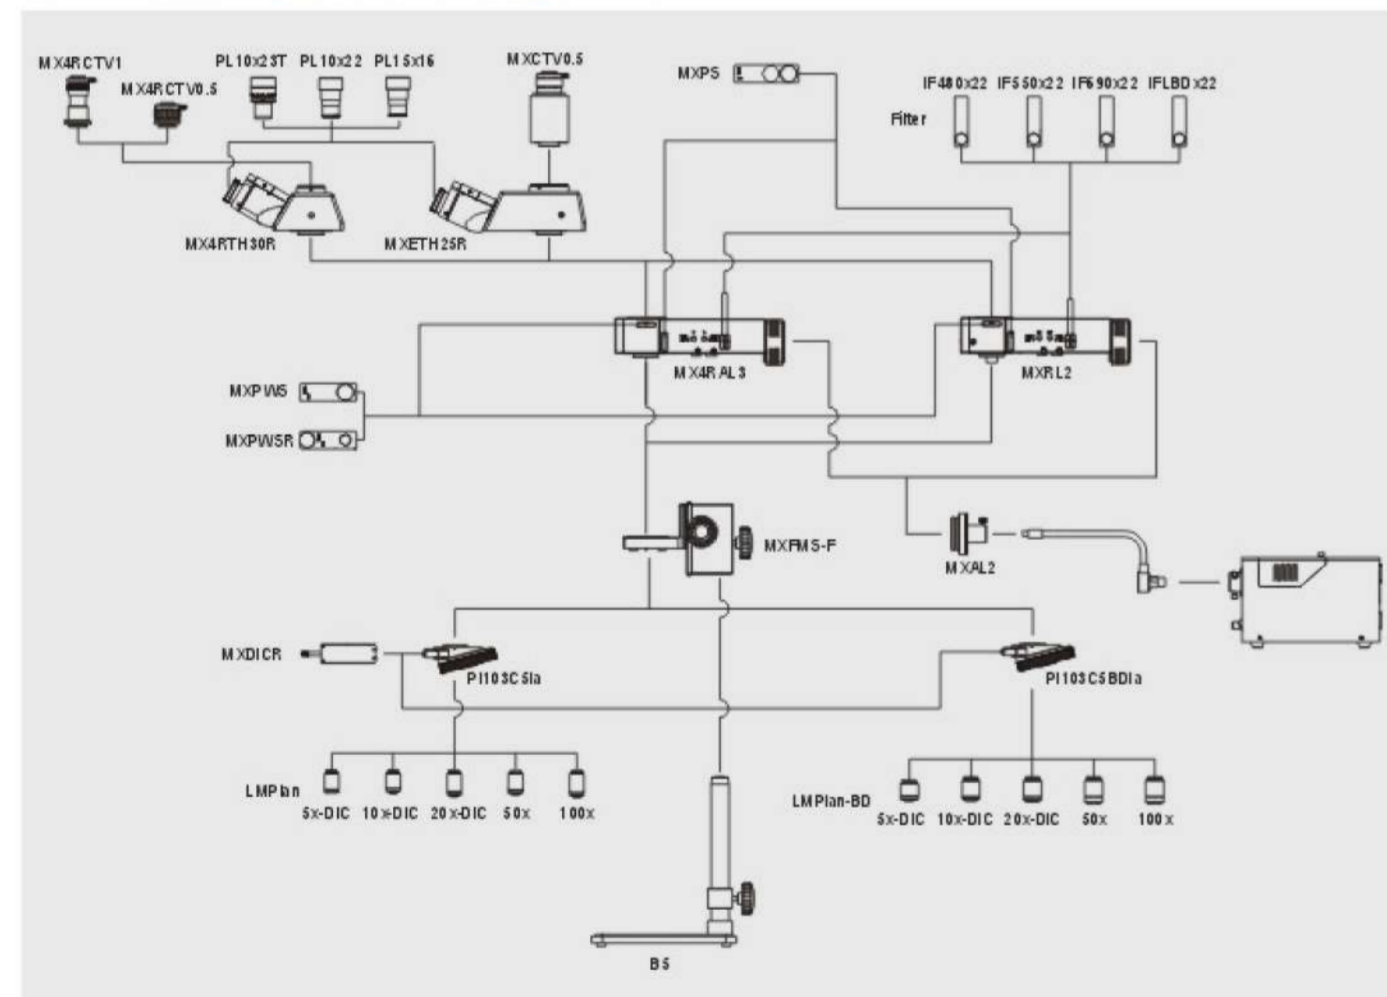 MX4RCTV1
MX4RCTV0.5
PL10x23T PL10x22 PL15x16
MXCTV0.5
MXPS
IF480x22 IF550x22 IF690x22 IFLBDx22
Filter
MX4RTH30R
MXETH25R
MX4RAL3
MXRL2
MXPW5
MXPW5R
MXFMS-F
MXAL2
MXDICR
PI103C5Ia
PI103C5BDIa
LMPlan
5x-DIC 10x-DIC 20x-DIC 50x 100x
LMPlan-BD
5x-DIC 10x-DIC 20x-DIC 50x 100x
B5